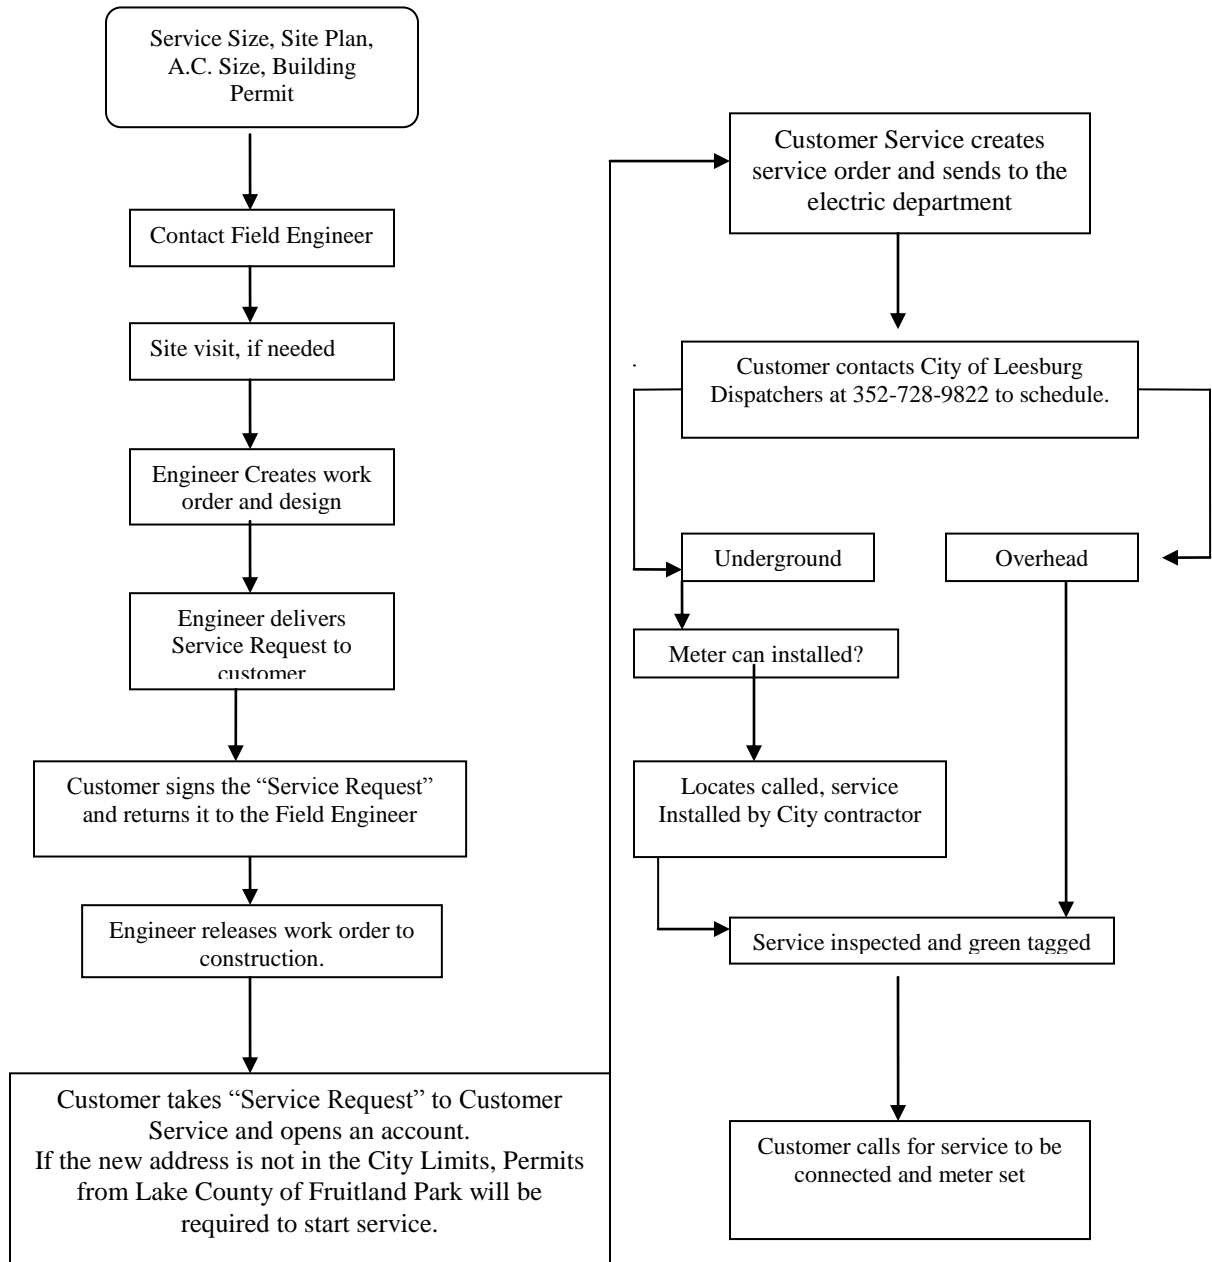 Service Size, Site Plan,
A.C. Size, Building
Permit
Contact Field Engineer
Site visit, if needed
Engineer Creates work
order and design
Engineer delivers
Service Request to
customer
Customer signs the “Service Request”
and returns it to the Field Engineer
Engineer releases work order to
construction.
Customer takes “Service Request” to Customer
Service and opens an account.
If the new address is not in the City Limits, Permits
from Lake County of Fruitland Park will be
required to start service.
Customer Service creates
service order and sends to the
electric department
Customer contacts City of Leesburg
Dispatchers at 352-728-9822 to schedule.
Underground
Overhead
Meter can installed?
Locates called, service
Installed by City contractor
Service inspected and green tagged
Customer calls for service to be
connected and meter set